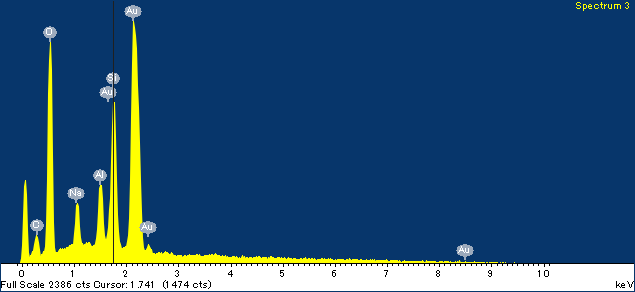 Spectrum 3
Au
O
Si
Au
Al
Na
O
Au
Au
0 1 2 3 4 5 6 7 8 9 10
Full Scale 2386 cts Cursor: 1.741 (1474 cts) keV